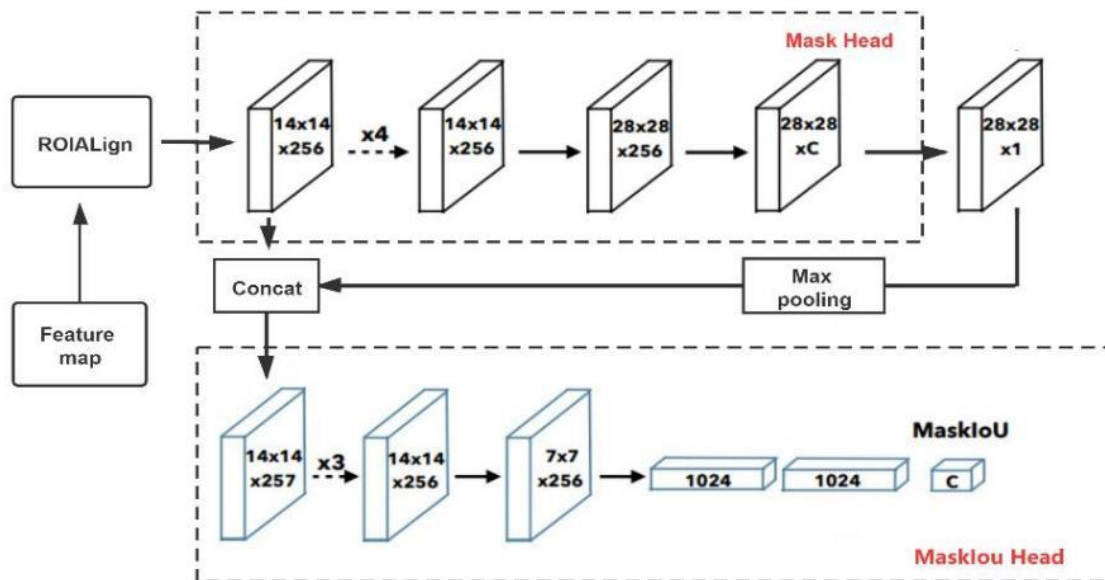 Mask Head
ROIALign
14x14
x256
x4
14x14
x256
28x28
x256
28x28
xC
28x28
x1
Concat
Max
pooling
Feature
map
14x14
x257
x3
14x14
x256
7x7
x256
1024
1024
MaskIoU
C
MaskIou Head